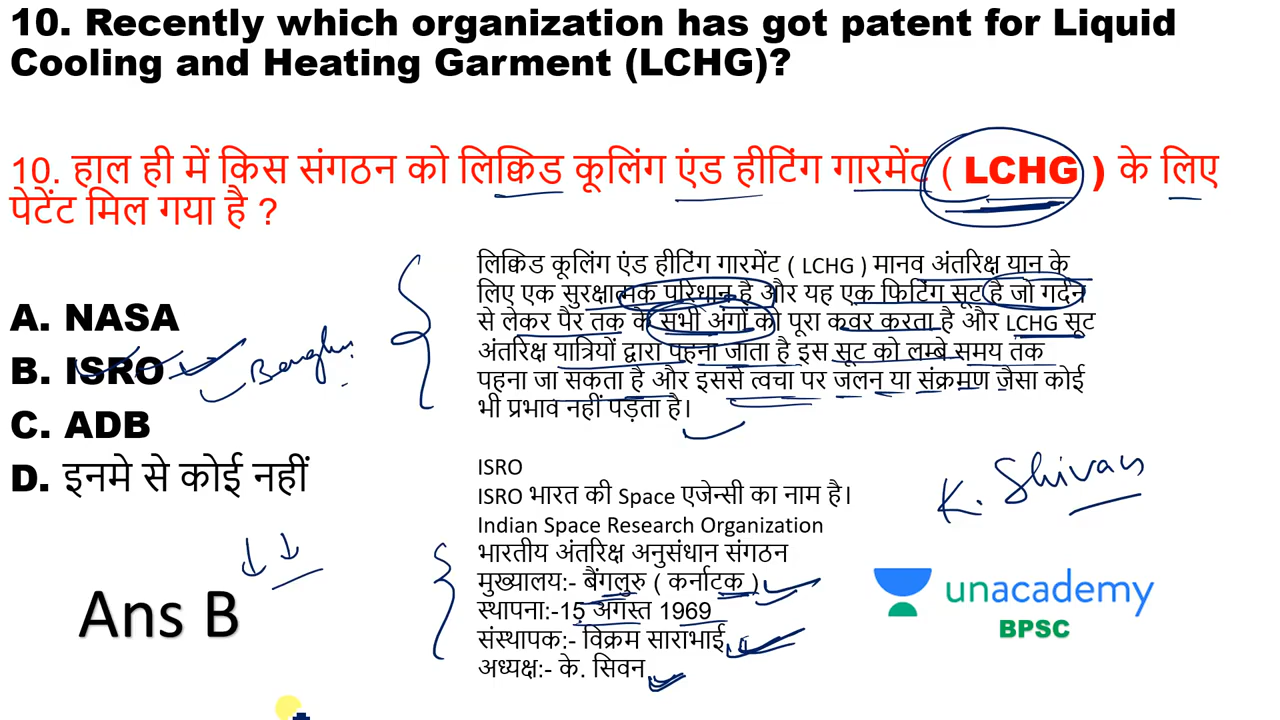 10. Recently which organization has got patent for Liquid
Cooling and Heating Garment (LCHG)?
10. हाल ही में किस संगठन को लिक्विड कूलिंग एंड हीटिंग गारमेंट ( LCHG ) के लिए
पेटेंट मिल गया है ?
A. NASA
B. ISRO
C. ADB
D. इनमे से कोई नहीं
Ans B
लिक्विड कूलिंग एंड हीटिंग गारमेंट ( LCHG ) मानव अंतरिक्ष यान के
लिए एक सुरक्षात्मक परिधान है और यह एक फिटिंग सूट है जो गर्दन
से लेकर पैर तक के सभी अंगों को पूरा कवर करता है और LCHG सूट
अंतरिक्ष यात्रियों द्वारा पहना जाता है इस सूट को लम्बे समय तक
पहना जा सकता है और इससे त्वचा पर जलन या संक्रमण जैसा कोई
भी प्रभाव नहीं पड़ता है।
ISRO
ISRO भारत की Space एजेन्सी का नाम है।
Indian Space Research Organization
भारतीय अंतरिक्ष अनुसंधान संगठन
मुख्यालय:- बैंगलुरु ( कर्नाटक )
स्थापना:-15 अगस्त 1969
संस्थापक:- विक्रम साराभाई
अध्यक्ष:- के. सिवन
K. Shivan
unacademy
BPSC